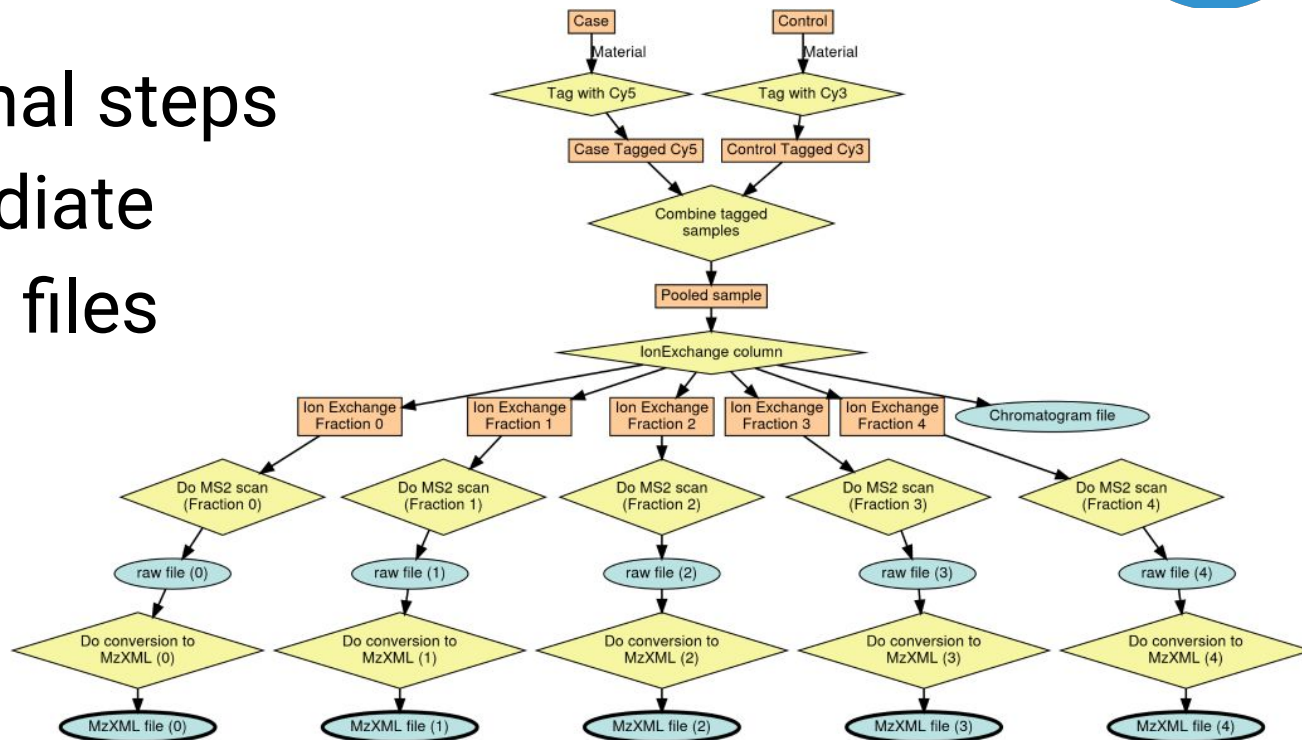 nal steps
diate
files
Case
Control
Material
Material
Tag with Cy5
Tag with Cy3
Case Tagged Cy5
Control Tagged Cy3
Combine tagged
samples
Pooled sample
IonExchange column
Ion Exchange
Fraction 0
Ion Exchange
Fraction 1
Ion Exchange
Fraction 2
Ion Exchange
Fraction 3
Ion Exchange
Fraction 4
Chromatogram file
Do MS2 scan
(Fraction 0)
Do MS2 scan
(Fraction 1)
Do MS2 scan
(Fraction 2)
Do MS2 scan
(Fraction 3)
Do MS2 scan
(Fraction 4)
raw file (0)
raw file (1)
raw file (2)
raw file (3)
raw file (4)
Do conversion to
MzXML (0)
Do conversion to
MzXML (1)
Do conversion to
MzXML (2)
Do conversion to
MzXML (3)
Do conversion to
MzXML (4)
MzXML file (0)
MzXML file (1)
MzXML file (2)
MzXML file (3)
MzXML file (4)